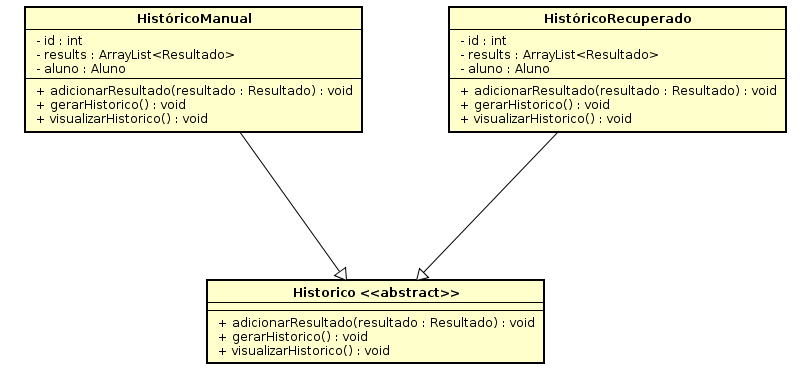 HistóricoManual
- id : int
- results : ArrayList<Resultado>
- aluno : Aluno
+ adicionarResultado(resultado : Resultado) : void
+ gerarHistorico() : void
+ visualizarHistorico() : void
HistóricoRecuperado
- id : int
- results : ArrayList<Resultado>
- aluno : Aluno
+ adicionarResultado(resultado : Resultado) : void
+ gerarHistorico() : void
+ visualizarHistorico() : void
Historico <<abstract>>
+ adicionarResultado(resultado : Resultado) : void
+ gerarHistorico() : void
+ visualizarHistorico() : void